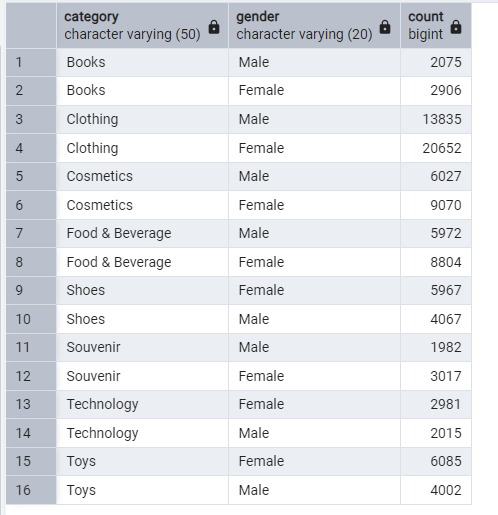 category gender count
character varying (50) character varying (20) bigint
1 Books Male 2075
2 Books Female 2906
3 Clothing Male 13835
4 Clothing Female 20652
5 Cosmetics Male 6027
6 Cosmetics Female 9070
7 Food & Beverage Male 5972
8 Food & Beverage Female 8804
9 Shoes Female 5967
10 Shoes Male 4067
11 Souvenir Male 1982
12 Souvenir Female 3017
13 Technology Female 2981
14 Technology Male 2015
15 Toys Female 6085
16 Toys Male 4002